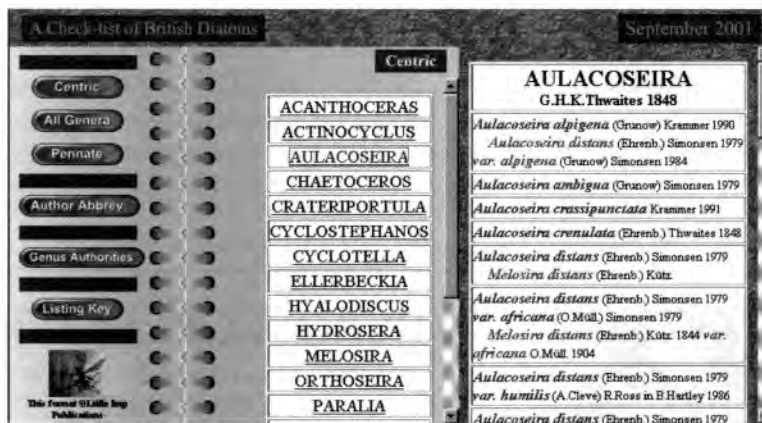 A Check-list of British Diatoms
September 2001
Centric
All Genera
Pennate
Author Abbrev
Genus Authorities
Listing Key
This format ©Little Imp
Publications
Centric
ACANTHOCERAS
ACTINOCYCLUS
AULACOSEIRA
CHAETOCEROS
CRATERIPORTULA
CYCLOSTEPHANOS
CYCLOTELLA
ELLERBECKIA
HYALODISCUS
HYDROSERA
MELOSIRA
ORTHOSEIRA
PARALIA
AULACOSEIRA
G.H.K.Thwaites 1848
Aulacoseira alpigena (Grunow) Krammer 1990
Aulacoseira distans (Ehrenb.) Simonsen 1979
var. alpigena (Grunow) Simonsen 1984
Aulacoseira ambigua (Grunow) Simonsen 1979
Aulacoseira crassipunctata Krammer 1991
Aulacoseira crenulata (Ehrenb.) Thwaites 1848
Aulacoseira distans (Ehrenb.) Simonsen 1979
Melosira distans (Ehrenb.) Kütz.
Aulacoseira distans (Ehrenb.) Simonsen 1979
var. africana (O.Müll.) Simonsen 1979
Melosira distans (Ehrenb.) Kütz. 1844 var.
africana O.Müll. 1904
Aulacoseira distans (Ehrenb.) Simonsen 1979
var. humilis (A.Cleve) R.Ross in B.Hartley 1986
Aulacoseira distans (Ehrenb.) Simonsen 1979